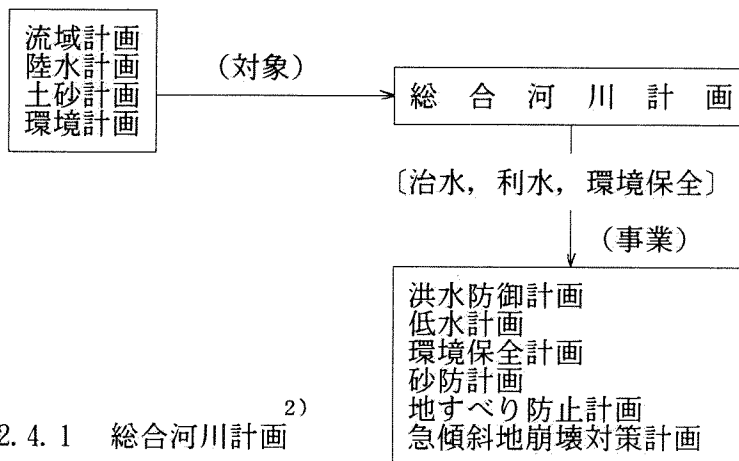 流域計画
陸水計画
土砂計画
環境計画
(対象)
総合河川計画
〔治水，利水，環境保全〕
(事業)
洪水防御計画
低水計画
環境保全計画
砂防計画
地すべり防止計画
急傾斜地崩壊対策計画
2.4.1 総合河川計画2)